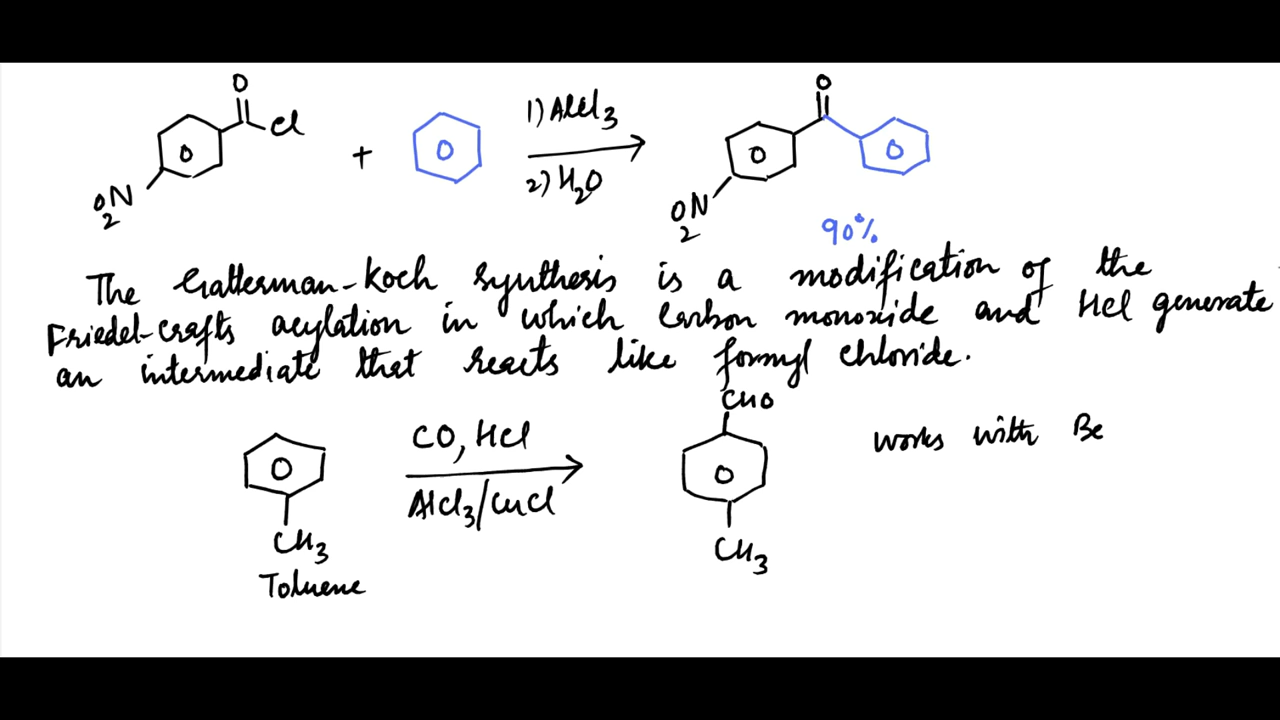 O
Cl
O
+
1) AlCl3
2) H2O
O2N
O
O2N
90%
The Gatterman-Koch synthesis is a modification of the
Friedel-Crafts acylation in which carbon monoxide and HCl generate
an intermediate that reacts like formyl chloride.
CHO
CO, HCl
AlCl3/CuCl
works with Be
CH3
CH3
Toluene